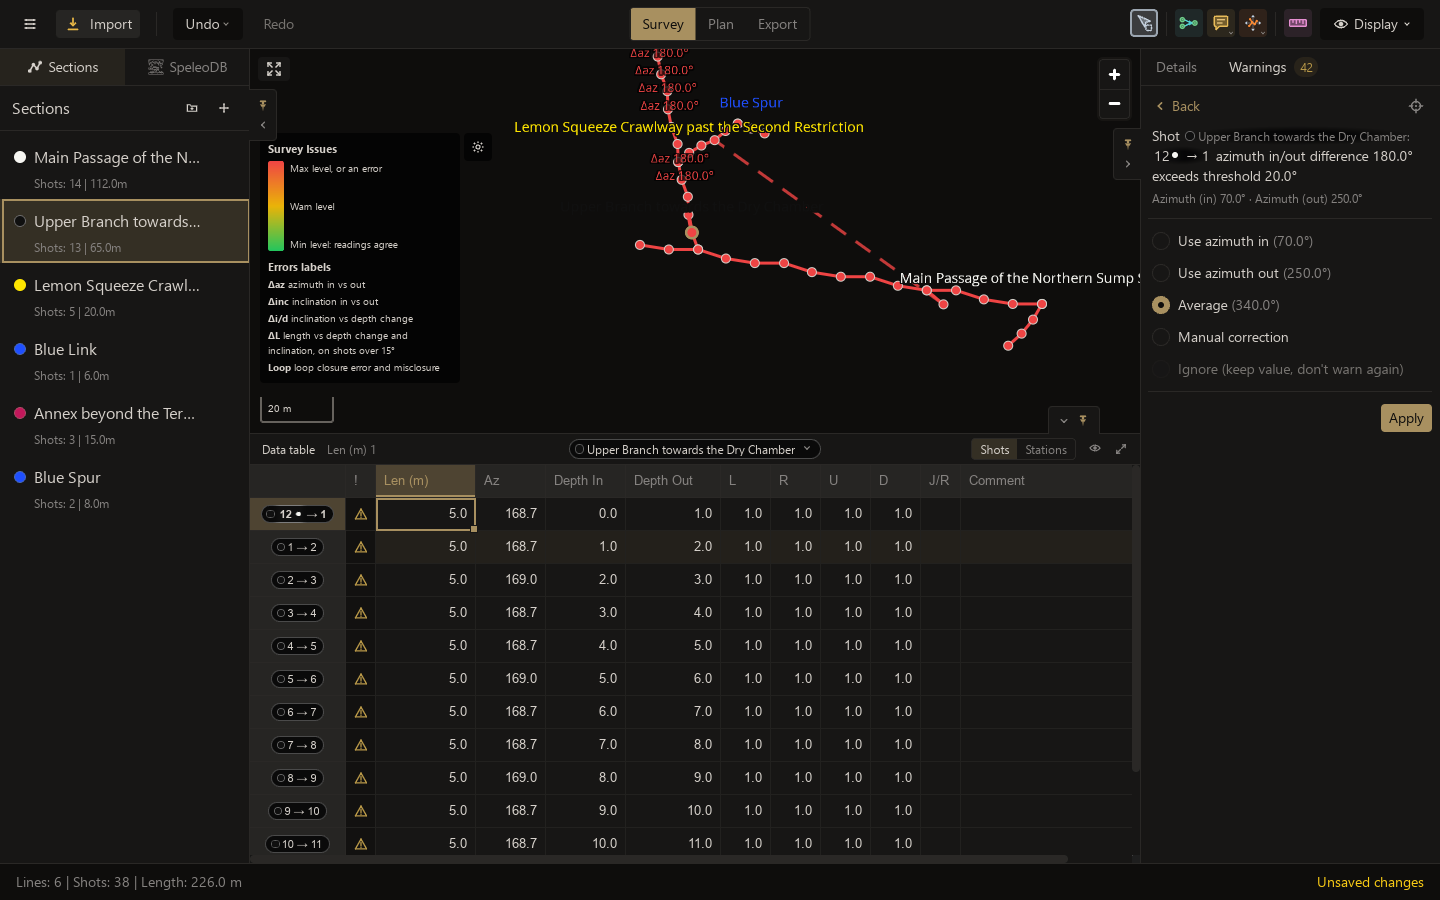 Import
Undo
Redo
Survey
Plan
Export
Display
Sections
SpeleoDB
Sections
Main Passage of the N...
Shots: 14 | 112.0m
Upper Branch towards...
Shots: 13 | 65.0m
Lemon Squeeze Crawl...
Shots: 5 | 20.0m
Blue Link
Shots: 1 | 6.0m
Annex beyond the Ter...
Shots: 3 | 15.0m
Blue Spur
Shots: 2 | 8.0m
Δaz 180.0°
Δaz 180.0°
Δaz 180.0°
Δaz 180.0°
Blue Spur
Lemon Squeeze Crawlway past the Second Restriction
Δaz 180.0°
Δaz 180.0°
Main Passage of the Northern Sump S
Survey Issues
Max level, or an error
Warn level
Min level: readings agree
Errors labels
Δaz azimuth in vs out
Δinc inclination in vs out
Δi/d inclination vs depth change
ΔL length vs depth change and
inclination, on shots over 15°
Loop loop closure error and misclosure
20 m
Details
Warnings 42
Back
Shot Upper Branch towards the Dry Chamber:
12 → 1 azimuth in/out difference 180.0°
exceeds threshold 20.0°
Azimuth (in) 70.0° · Azimuth (out) 250.0°
Use azimuth in (70.0°)
Use azimuth out (250.0°)
Average (340.0°)
Manual correction
Ignore (keep value, don't warn again)
Apply
Data table Len (m) 1
Upper Branch towards the Dry Chamber
Shots
Stations
! Len (m) Az Depth In Depth Out L R U D J/R Comment
12 → 1 5.0 168.7 0.0 1.0 1.0 1.0 1.0 1.0
1 → 2 5.0 168.7 1.0 2.0 1.0 1.0 1.0 1.0
2 → 3 5.0 169.0 2.0 3.0 1.0 1.0 1.0 1.0
3 → 4 5.0 168.7 3.0 4.0 1.0 1.0 1.0 1.0
4 → 5 5.0 168.7 4.0 5.0 1.0 1.0 1.0 1.0
5 → 6 5.0 169.0 5.0 6.0 1.0 1.0 1.0 1.0
6 → 7 5.0 168.7 6.0 7.0 1.0 1.0 1.0 1.0
7 → 8 5.0 168.7 7.0 8.0 1.0 1.0 1.0 1.0
8 → 9 5.0 169.0 8.0 9.0 1.0 1.0 1.0 1.0
9 → 10 5.0 168.7 9.0 10.0 1.0 1.0 1.0 1.0
10 → 11 5.0 168.7 10.0 11.0 1.0 1.0 1.0 1.0
Lines: 6 | Shots: 38 | Length: 226.0 m
Unsaved changes